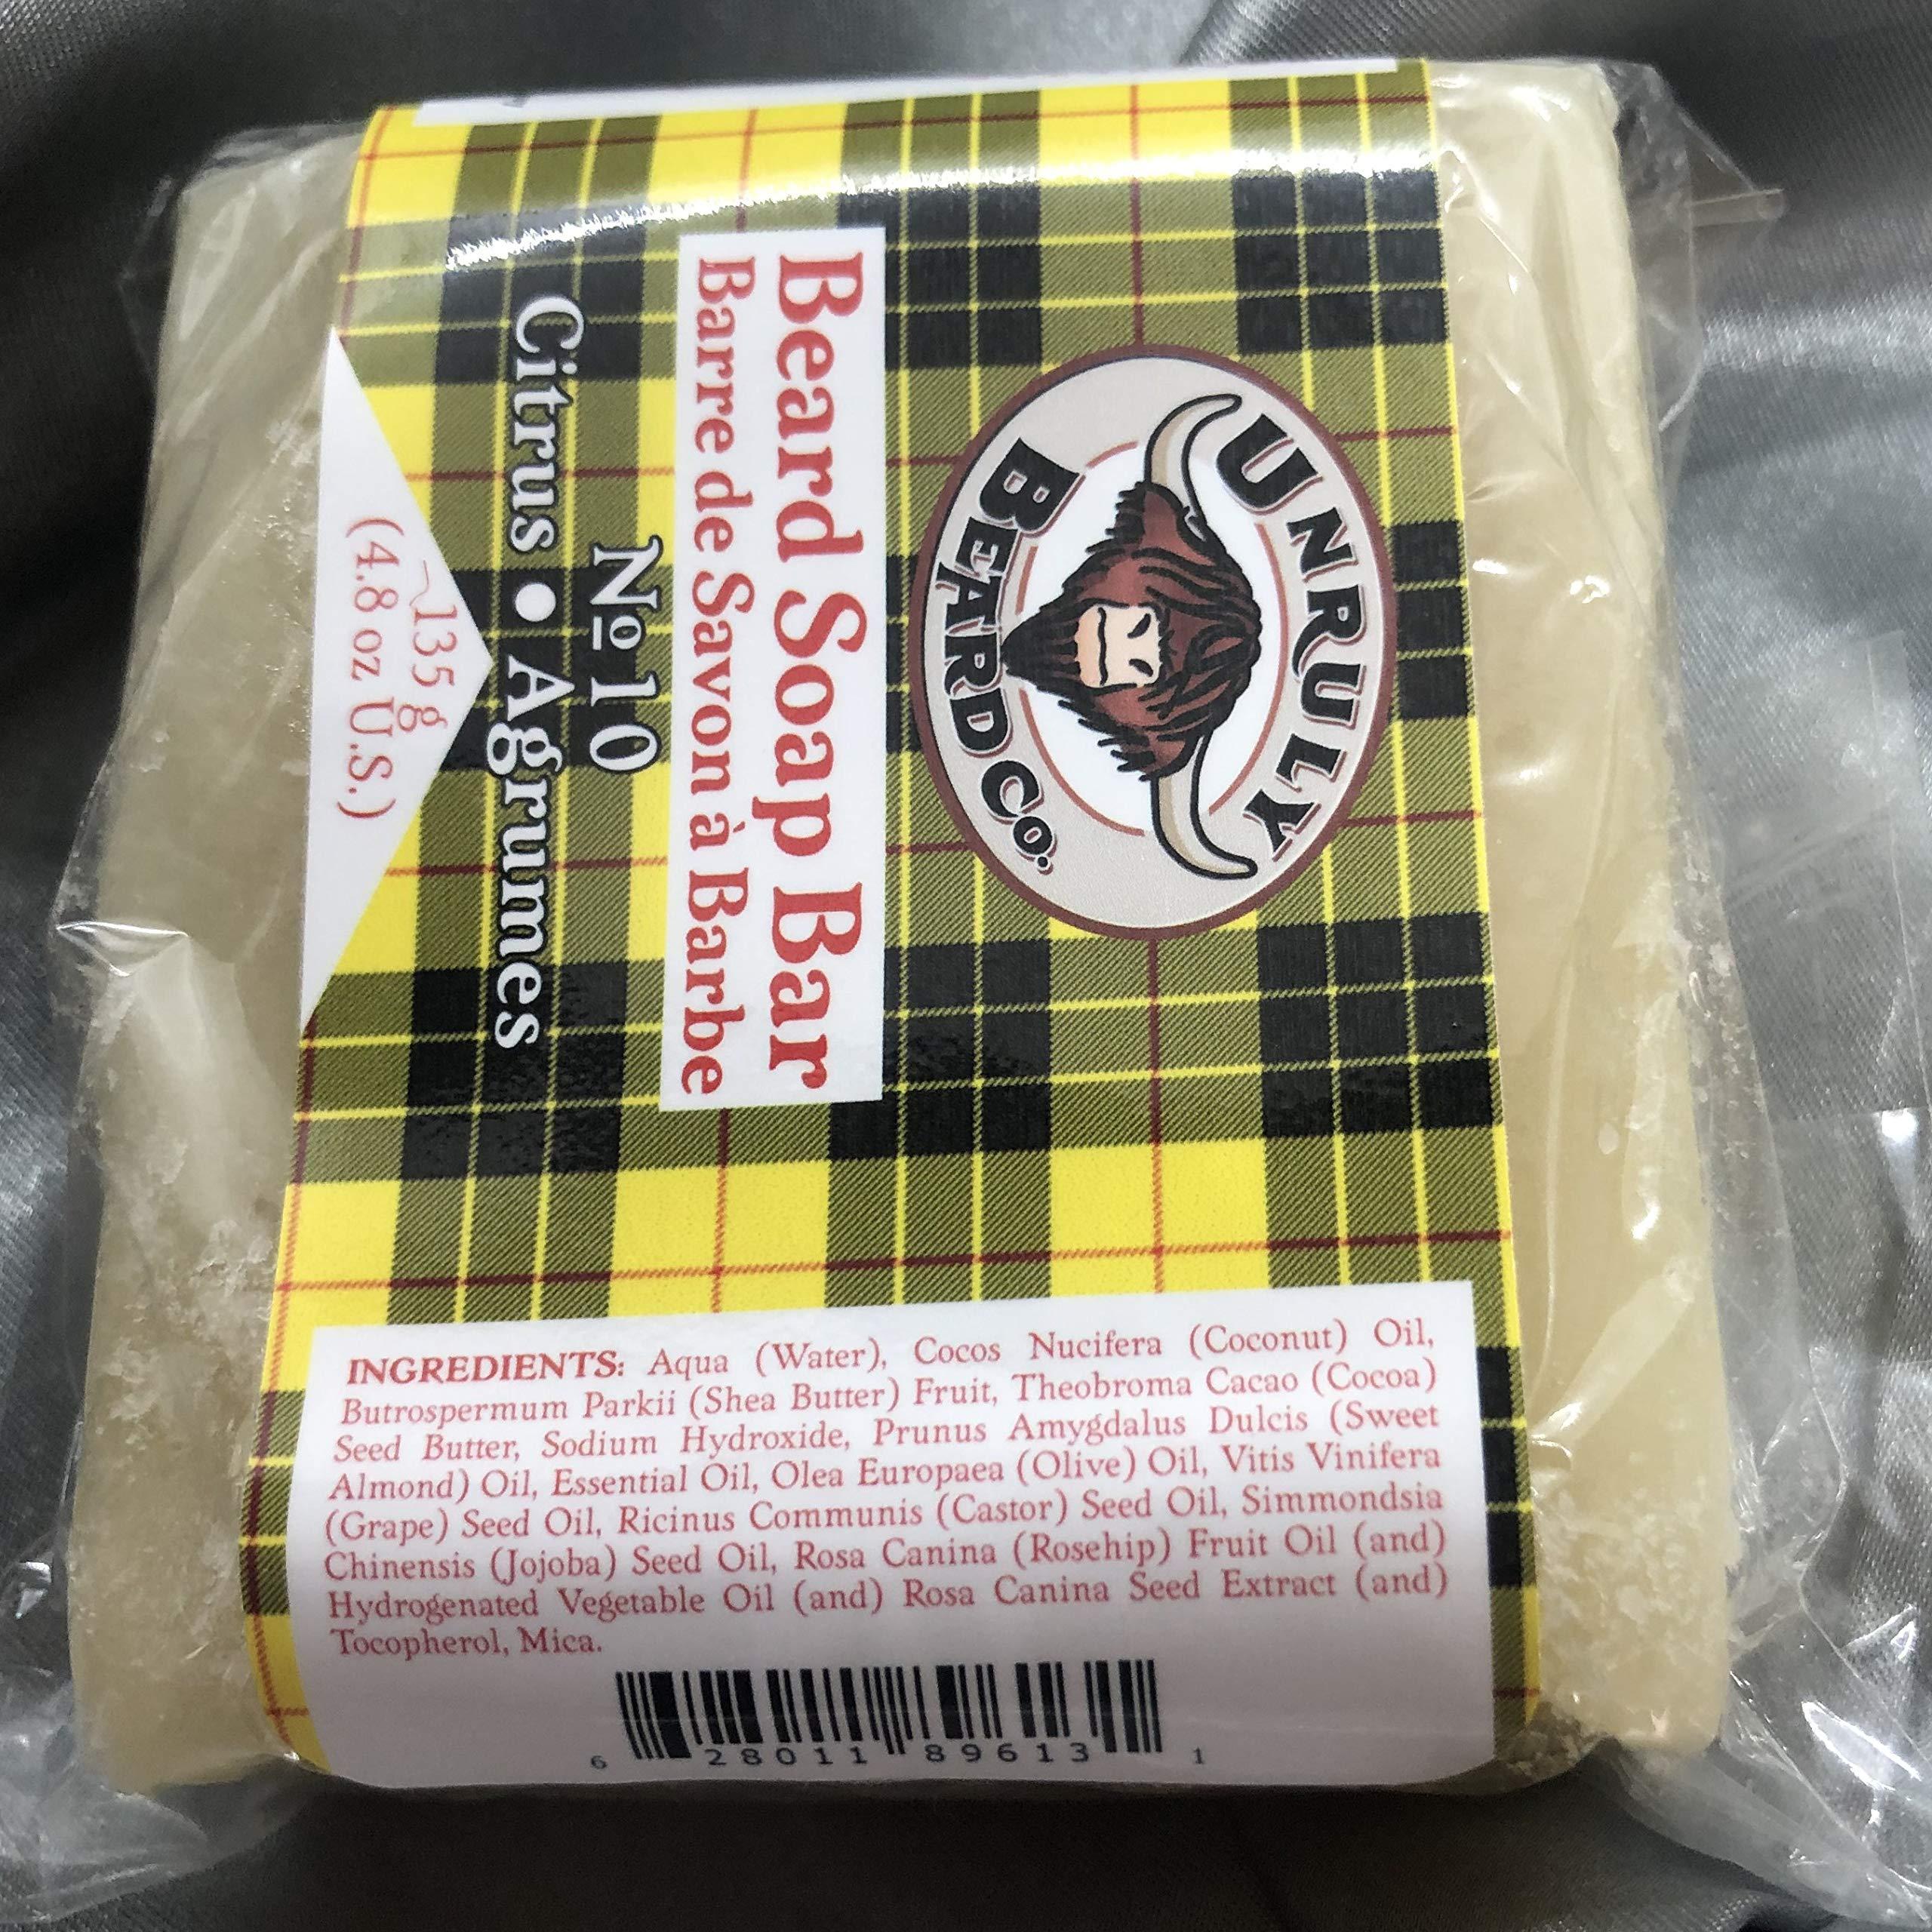 UNRULY
BEARD CO.
Beard Soap Bar
Barre de Savon à Barbe
No 10
Citrus • Agrumes
~135 g
(4.8 oz U.S.)
INGREDIENTS: Aqua (Water), Cocos Nucifera (Coconut) Oil,
Butrospermum Parkii (Shea Butter) Fruit, Theobroma Cacao (Cocoa)
Seed Butter, Sodium Hydroxide, Prunus Amygdalus Dulcis (Sweet
Almond) Oil, Essential Oil, Olea Europaea (Olive) Oil, Vitis Vinifera
(Grape) Seed Oil, Ricinus Communis (Castor) Seed Oil, Simmondsia
Chinensis (Jojoba) Seed Oil, Rosa Canina (Rosehip) Fruit Oil (and)
Hydrogenated Vegetable Oil (and) Rosa Canina Seed Extract (and)
Tocopherol, Mica.
6 28011 89613 1